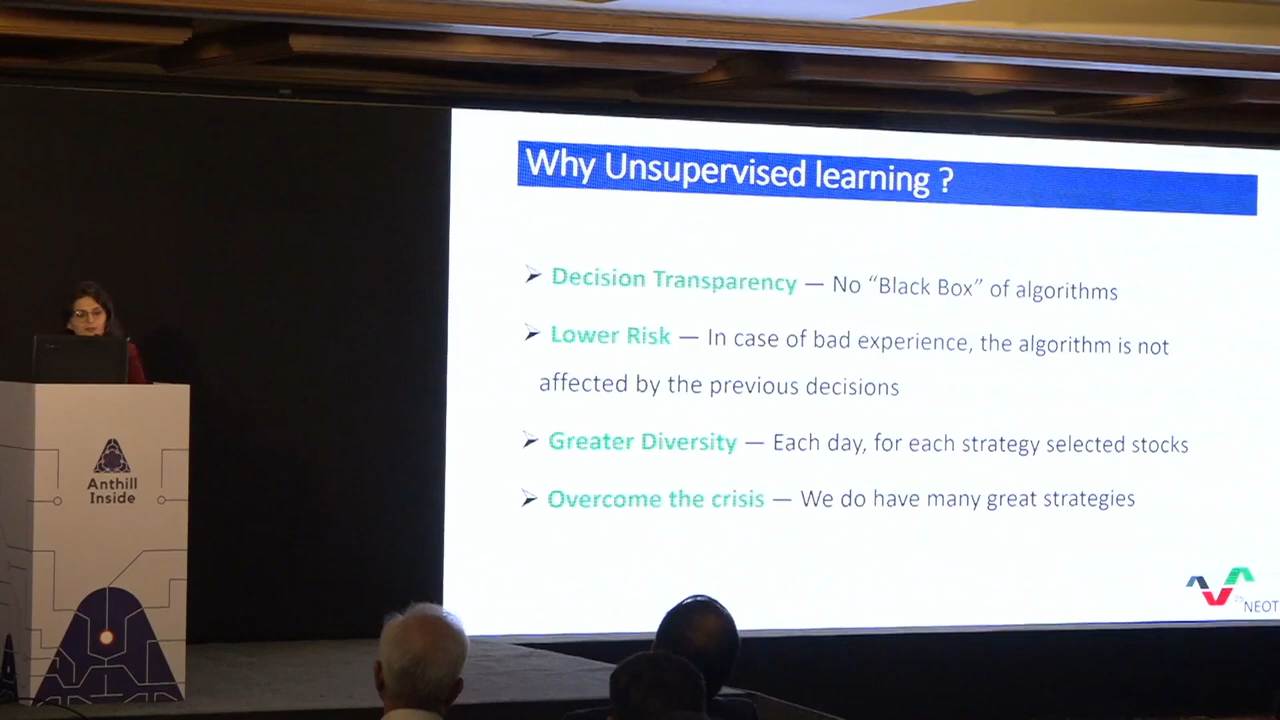 Why Unsupervised learning ?
➢ Decision Transparency — No “Black Box” of algorithms
➢ Lower Risk — In case of bad experience, the algorithm is not
affected by the previous decisions
➢ Greater Diversity — Each day, for each strategy selected stocks
➢ Overcome the crisis — We do have many great strategies
NEOT
Anthill
Inside